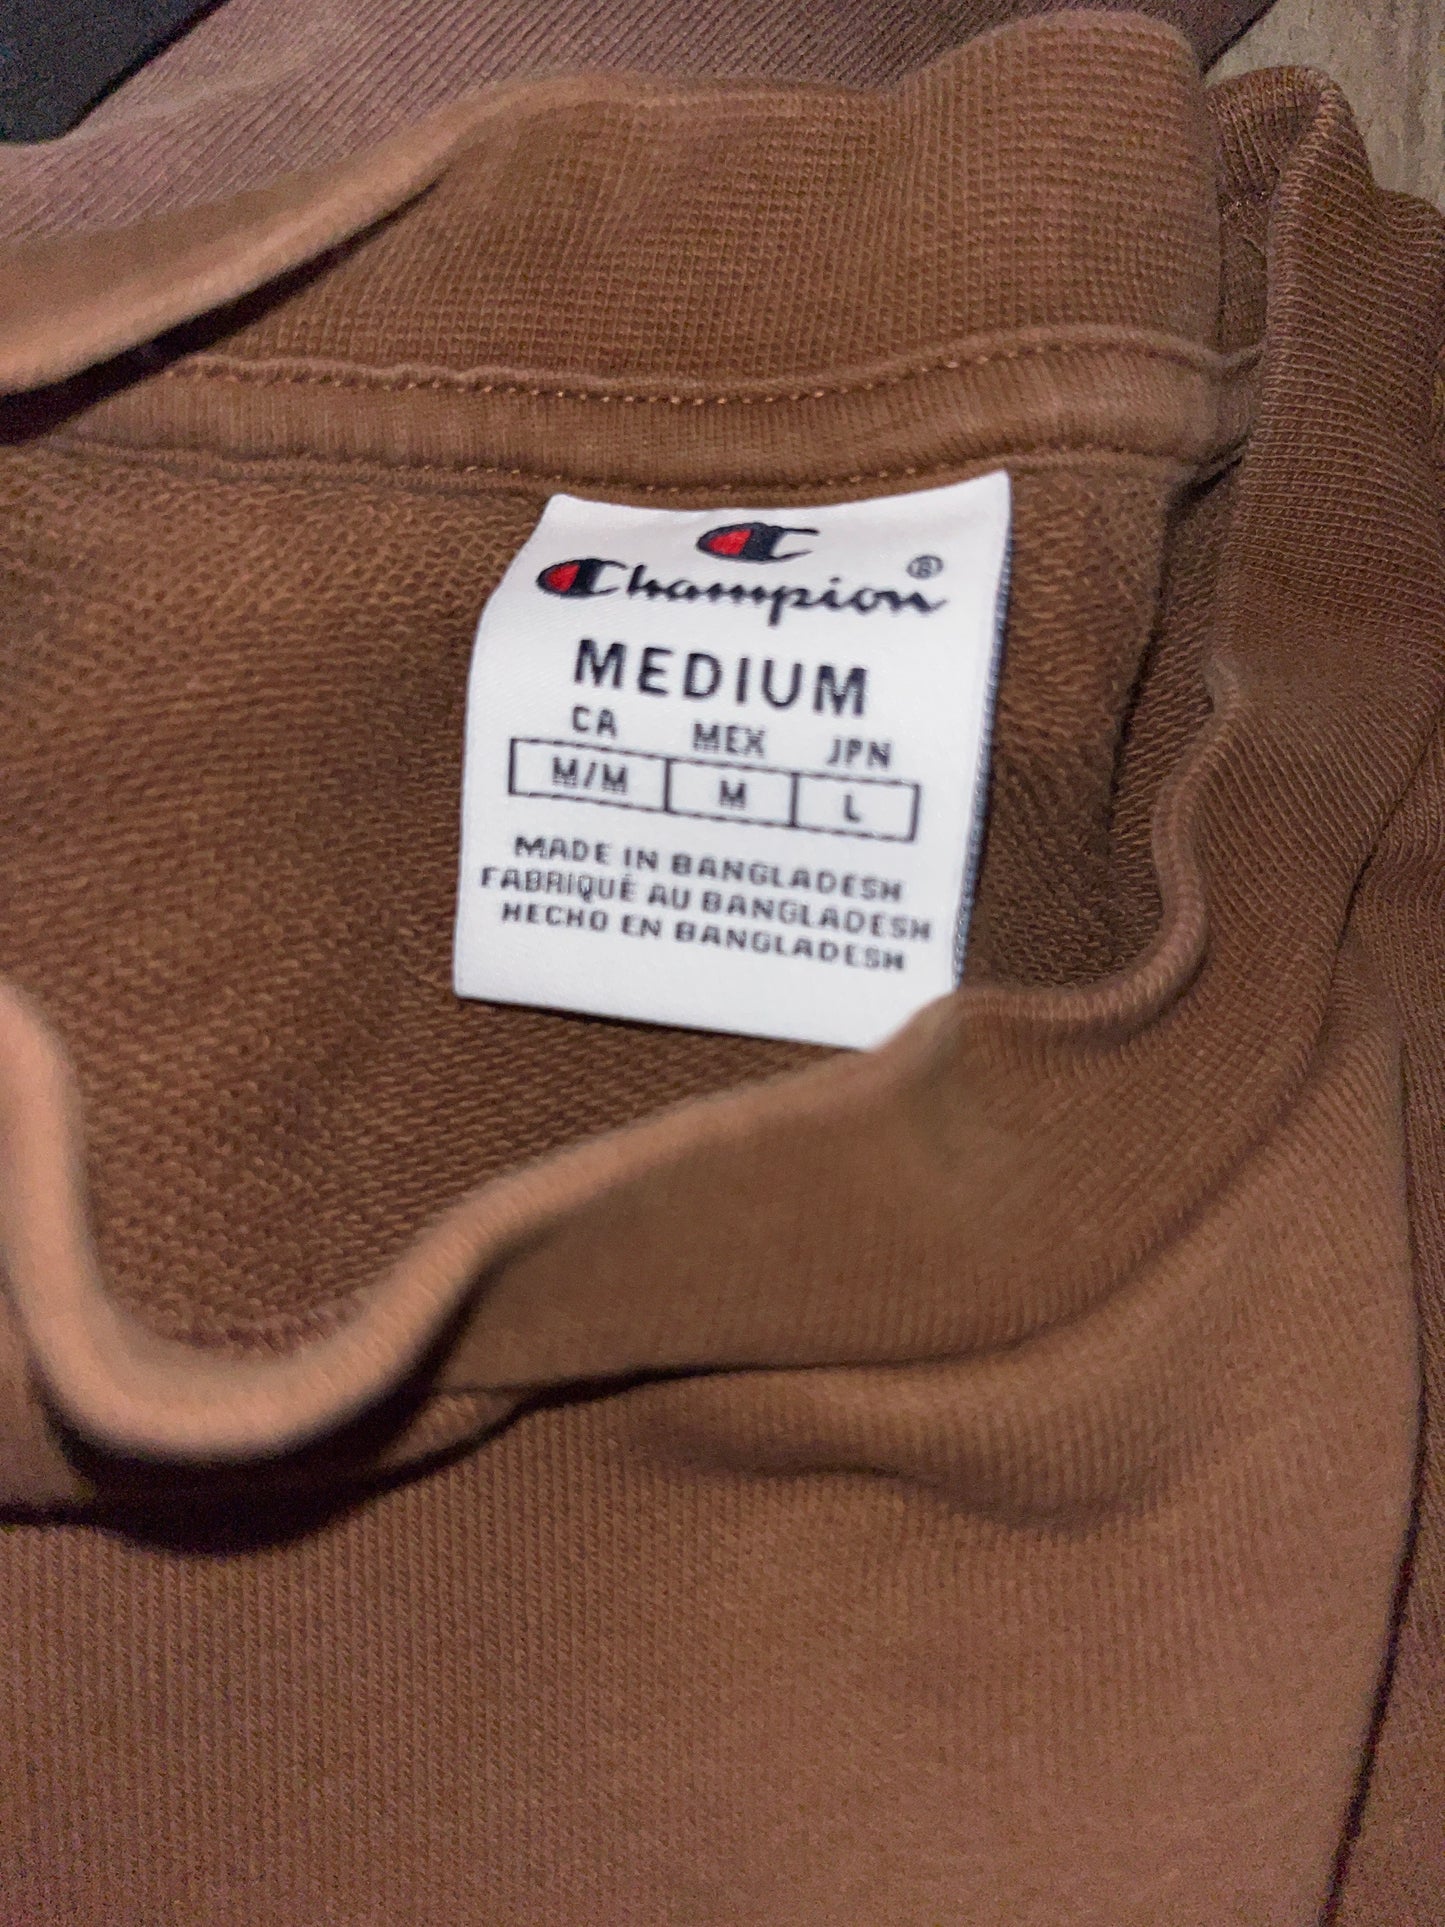 Champion®
MEDIUM
CA MEX JPN
M/M M L
MADE IN BANGLADESH
FABRIQUÉ AU BANGLADESH
HECHO EN BANGLADESH